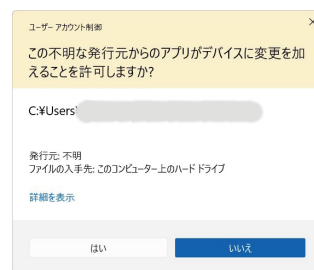 ユーザー アカウント制御
この不明な発行元からのアプリがデバイスに変更を加
えることを許可しますか?
C:¥Users¥
発行元: 不明
ファイルの入手先: このコンピューター上のハード ドライブ
詳細を表示
はい
いいえ